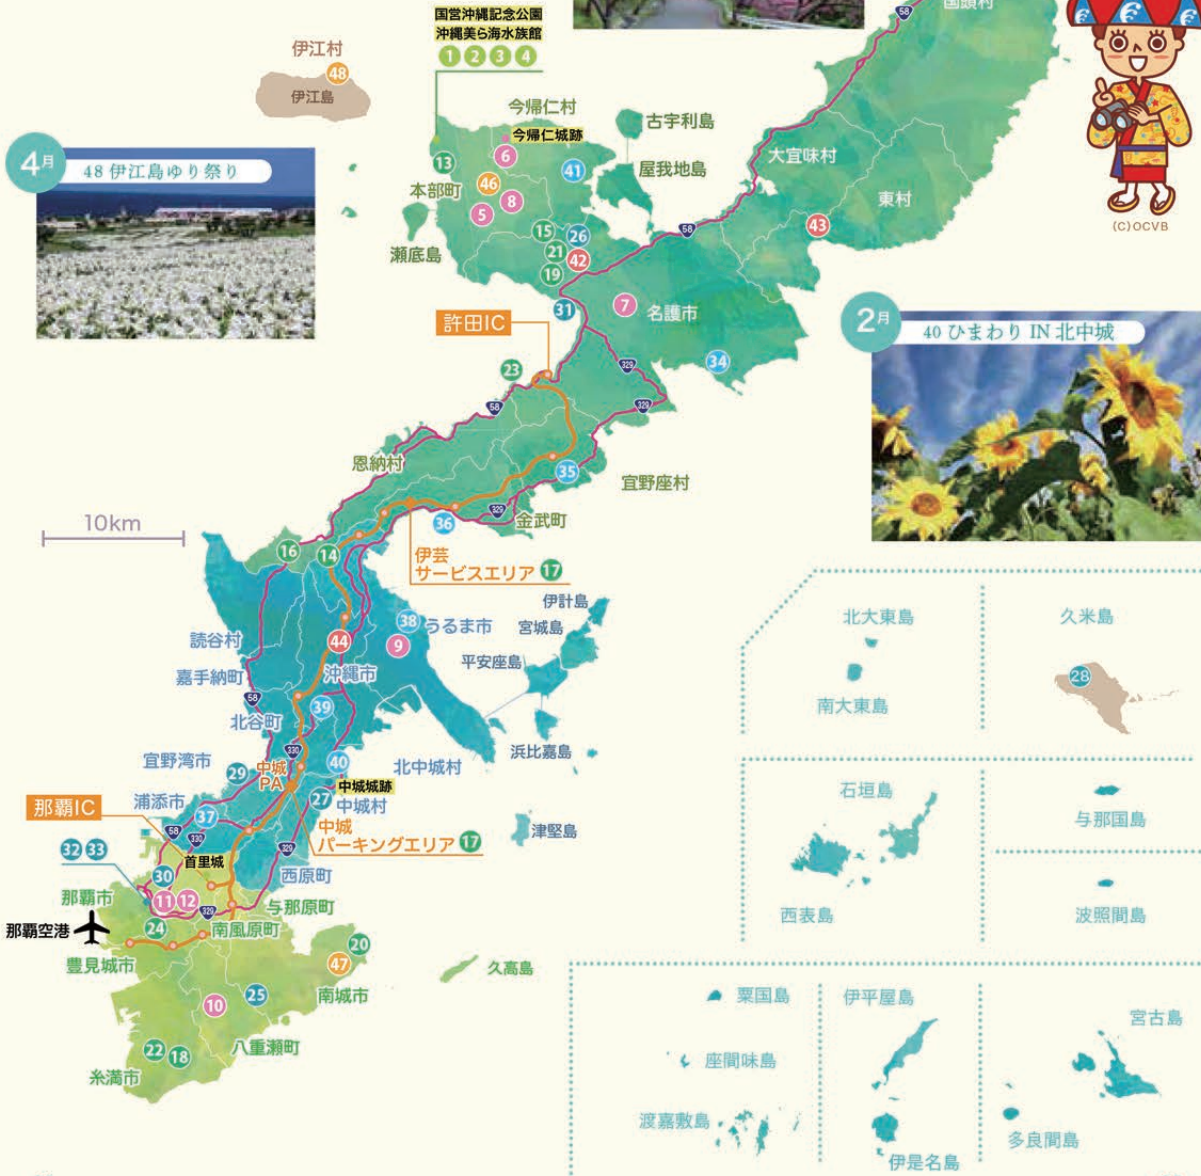 国営沖縄記念公園
沖縄美ら海水族館
1 2 3 4
58
国頭村
伊江村
48
伊江島
今帰仁村
今帰仁城跡
古宇利島
4月
48 伊江島ゆり祭り
13
6
41
屋我地島
大宜味村
本部町
46
8
5
東村
43
(C)OCVB
瀬底島
15
26
21
42
19
58
31
7
名護市
2月
40 ひまわり IN 北中城
許田IC
23
329
34
58
329
恩納村
35
宜野座村
10km
329
36
金武町
16
14
伊芸
サービスエリア 17
伊計島
38
うるま市
宮城島
読谷村
44
9
平安座島
嘉手納町
沖縄市
58
39
北谷町
浜比嘉島
330
宜野湾市
29
中城
PA
40
北中城村
中城城跡
那覇IC
浦添市
27
中城村
37
58
330
中城
パーキングエリア 17
津堅島
32 33
首里城
329
30
西原町
那覇市
11 12
329
与那原町
那覇空港
24
南風原町
豊見城市
20
47
久高島
南城市
10
25
八重瀬町
22
18
糸満市
北大東島
南大東島
久米島
28
石垣島
西表島
与那国島
波照間島
粟国島
座間味島
渡嘉敷島
伊平屋島
伊是名島
宮古島
多良間島